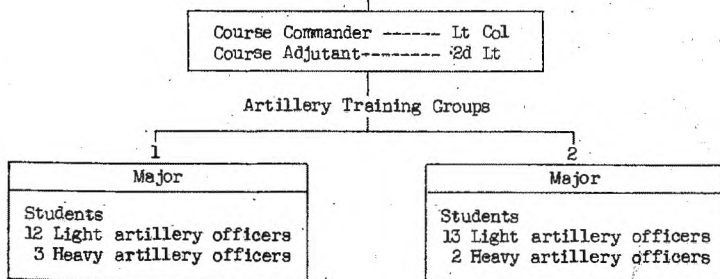 Course Commander ------ Lt Col
Course Adjutant-------- 2d Lt
Artillery Training Groups
1
Major
Students
12 Light artillery officers
3 Heavy artillery officers
2
Major
Students
13 Light artillery officers
2 Heavy artillery officers